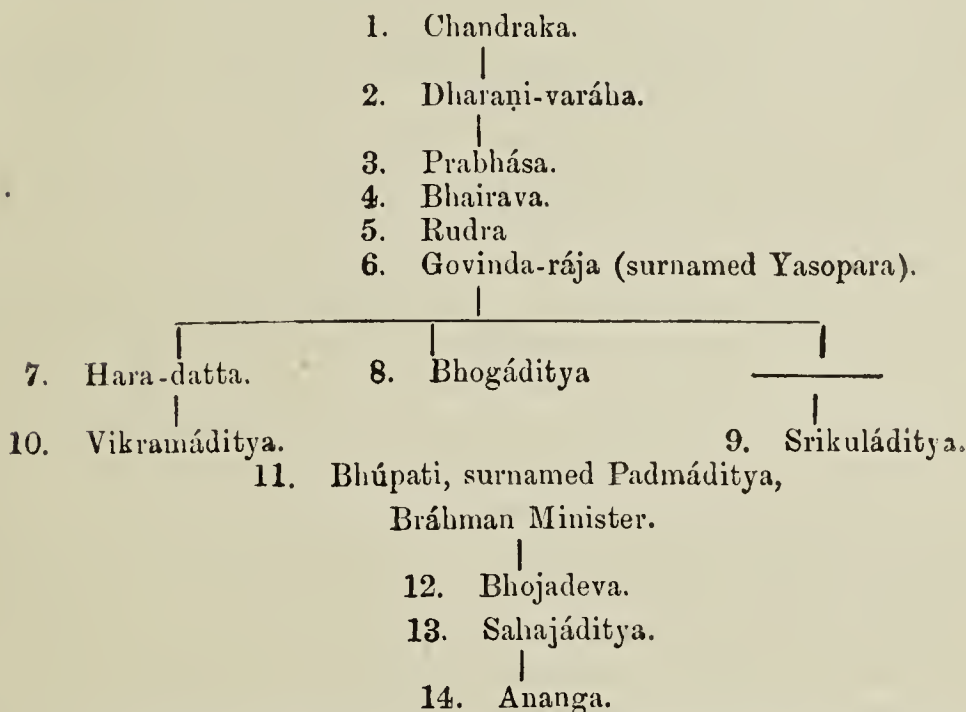 1. Chandraka.
2. Dharaṇi-varáha.
3. Prabhása.
4. Bhairava.
5. Rudra
6. Govinda-rája (surnamed Yasopara).
7. Hara-datta. 8. Bhogáditya
10. Vikramáditya. 9. Srikuláditya.
11. Bhúpati, surnamed Padmáditya,
Bráhman Minister.
12. Bhojadeva.
13. Sahajáditya.
14. Ananga.